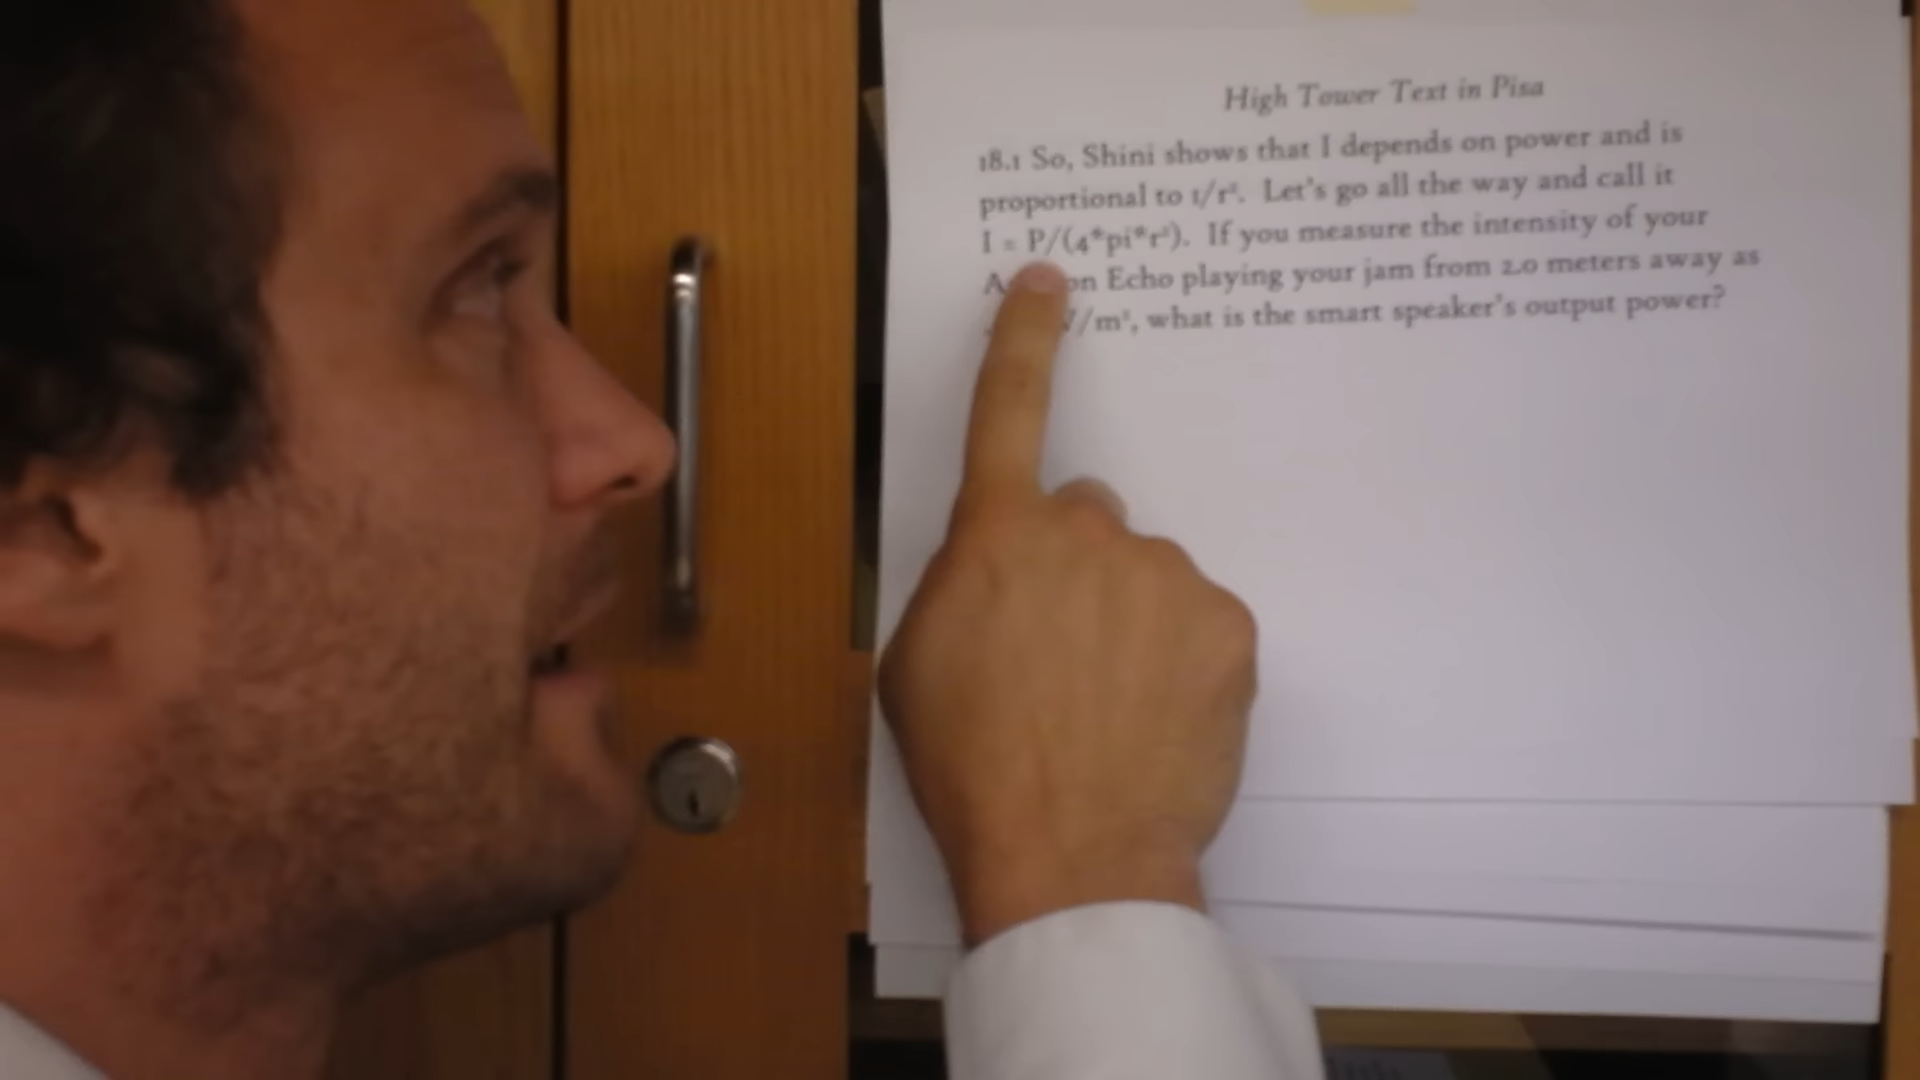 High Tower Text in Pisa
18.1 So, Shini shows that I depends on power and is
proportional to 1/r². Let's go all the way and call it
I = P/(4*pi*r²). If you measure the intensity of your
Echo playing your jam from 2.0 meters away as
/m², what is the smart speaker's output power?